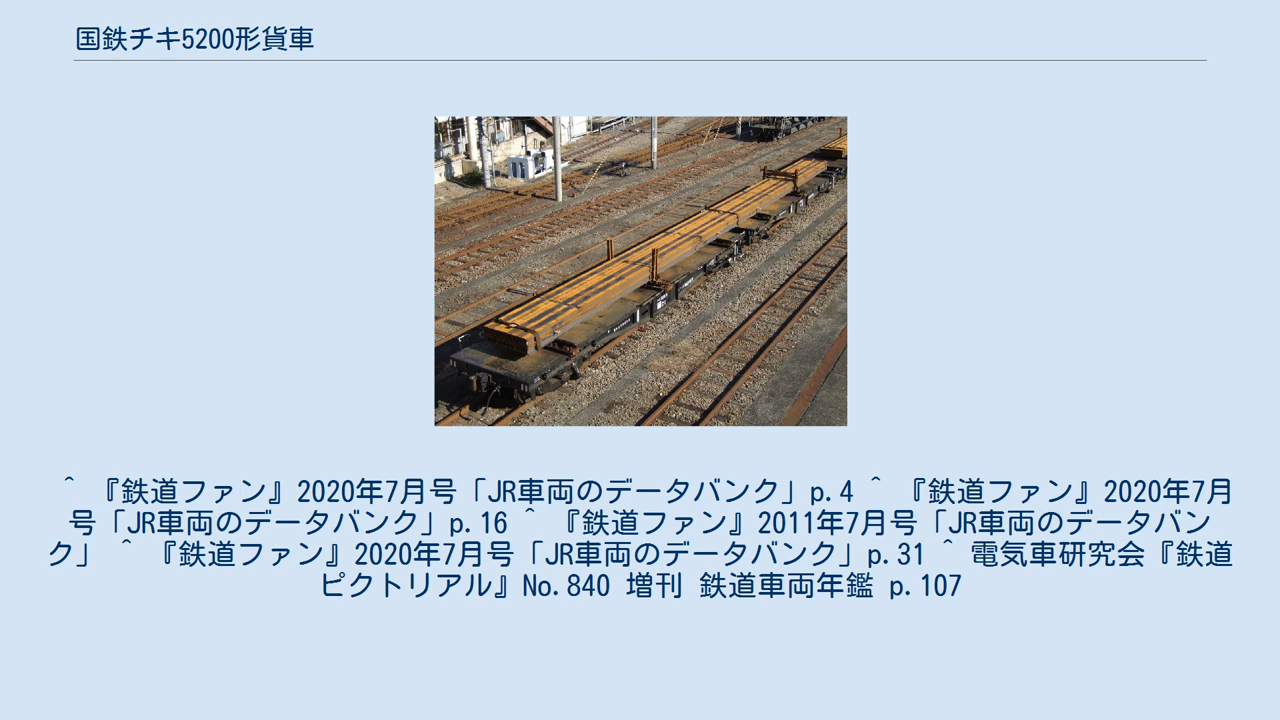 国鉄チキ5200形貨車
^ 『鉄道ファン』2020年7月号「JR車両のデータバンク」p.4 ^ 『鉄道ファン』2020年7月
号「JR車両のデータバンク」p.16 ^ 『鉄道ファン』2011年7月号「JR車両のデータバン
ク」 ^ 『鉄道ファン』2020年7月号「JR車両のデータバンク」p.31 ^ 電気車研究会『鉄道
ピクトリアル』No.840 増刊 鉄道車両年鑑 p.107